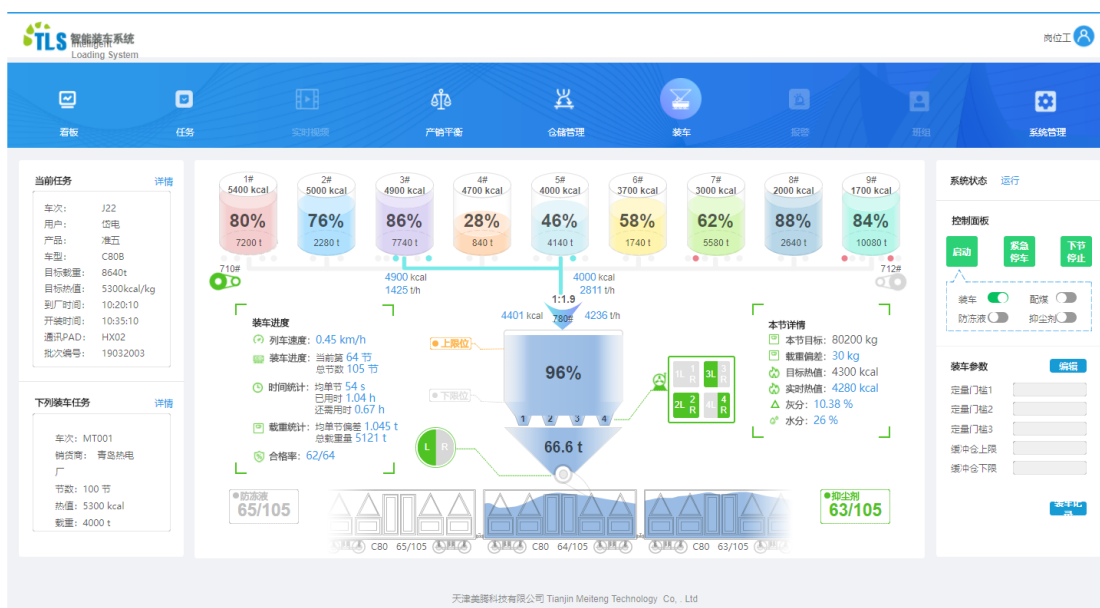 TLS 智能装车系统
Intelligent
Loading System
岗位工
看板
任务
实时视频
产销平衡
仓储管理
装车
报警
班组
系统管理
当前任务 详情
车次: J22
用户: 岱电
产品: 准五
车型: C80B
目标载重: 8640t
目标热值: 5300kcal/kg
到厂时间: 10:20:10
开装时间: 10:35:10
通讯PAD: HX02
批次编号: 19032003
下列装车任务 详情
车次: MT001
销货商: 青岛热电
厂
节数: 100 节
热值: 5300 kcal
载重: 4000 t
1#
5400 kcal
80%
7200 t
2#
5000 kcal
76%
2280 t
3#
4900 kcal
86%
7740 t
4#
4700 kcal
28%
840 t
5#
4000 kcal
46%
4140 t
6#
3700 kcal
58%
1740 t
7#
3000 kcal
62%
5580 t
8#
2000 kcal
88%
2640 t
9#
1700 kcal
84%
10080 t
710#
712#
4900 kcal
1425 t/h
4000 kcal
2811 t/h
1:1.9
4401 kcal 780# 4236 t/h
装车进度
列车速度: 0.45 km/h
装车进度: 当前第 64 节
总节数 105 节
时间统计: 均单节 54 s
已用时 1.04 h
还需用时 0.67 h
载重统计: 均单节偏差 1.045 t
总载重量 5121 t
合格率: 62/64
上限位
下限位
96%
1 2 3 4
66.6 t
L R
1L 1 R
3L 3 R
2L 2 R
4L 4 R
本节详情
本节目标: 80200 kg
载重偏差: 30 kg
目标热值: 4300 kcal
实时热值: 4280 kcal
灰分: 10.38 %
水分: 26 %
防冻液
65/105
抑尘剂
63/105
C80 65/105
C80 64/105
C80 63/105
系统状态 运行
控制面板
启动
紧急
停车
下节
停止
装车 配煤
防冻液 抑尘剂
装车参数 编辑
定量门槛1
定量门槛2
定量门槛3
缓冲仓上限
缓冲仓下限
装车记
录
天津美腾科技有限公司 Tianjin Meiteng Technology Co, . Ltd